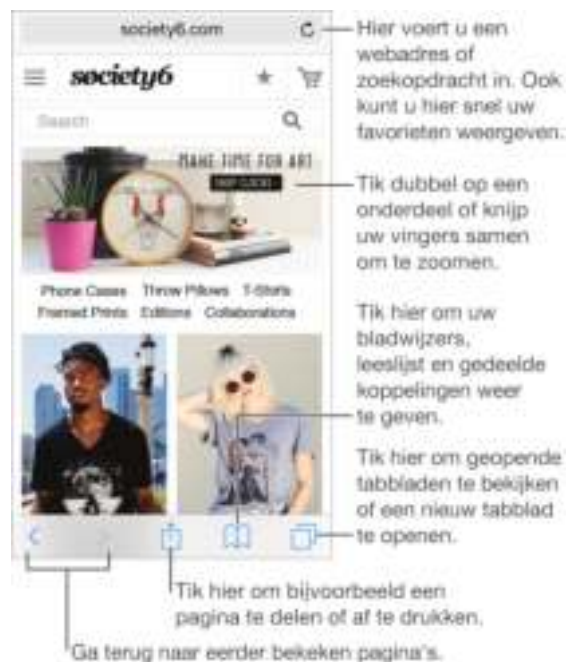 society6.com
Hier voert u een
webadres of
zoekopdracht in. Ook
kunt u hier snel uw
favorieten weergeven.
society6
Search
MAKE TIME FOR ART
SHOP CLOCKS
Tik dubbel op een
onderdeel of knijp
uw vingers samen
om te zoomen.
Phone Cases Throw Pillows T-Shirts
Framed Prints Editions Collaborations
Tik hier om uw
bladwijzers,
leeslijst en gedeelde
koppelingen weer
te geven.
Tik hier om geopende
tabbladen te bekijken
of een nieuw tabblad
te openen.
Tik hier om bijvoorbeeld een
pagina te delen of af te drukken.
Ga terug naar eerder bekeken pagina's.